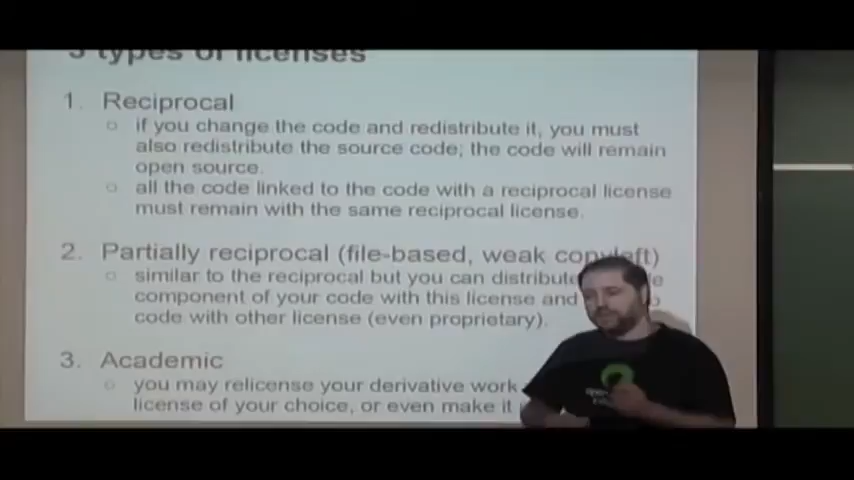 3 types of licenses
1. Reciprocal
if you change the code and redistribute it, you must
also redistribute the source code; the code will remain
open source.
all the code linked to the code with a reciprocal license
must remain with the same reciprocal license.
2. Partially reciprocal (file-based, weak copyleft)
similar to the reciprocal but you can distribute
component of your code with this license and
code with other license (even proprietary).
3. Academic
you may relicense your derivative work
license of your choice, or even make it